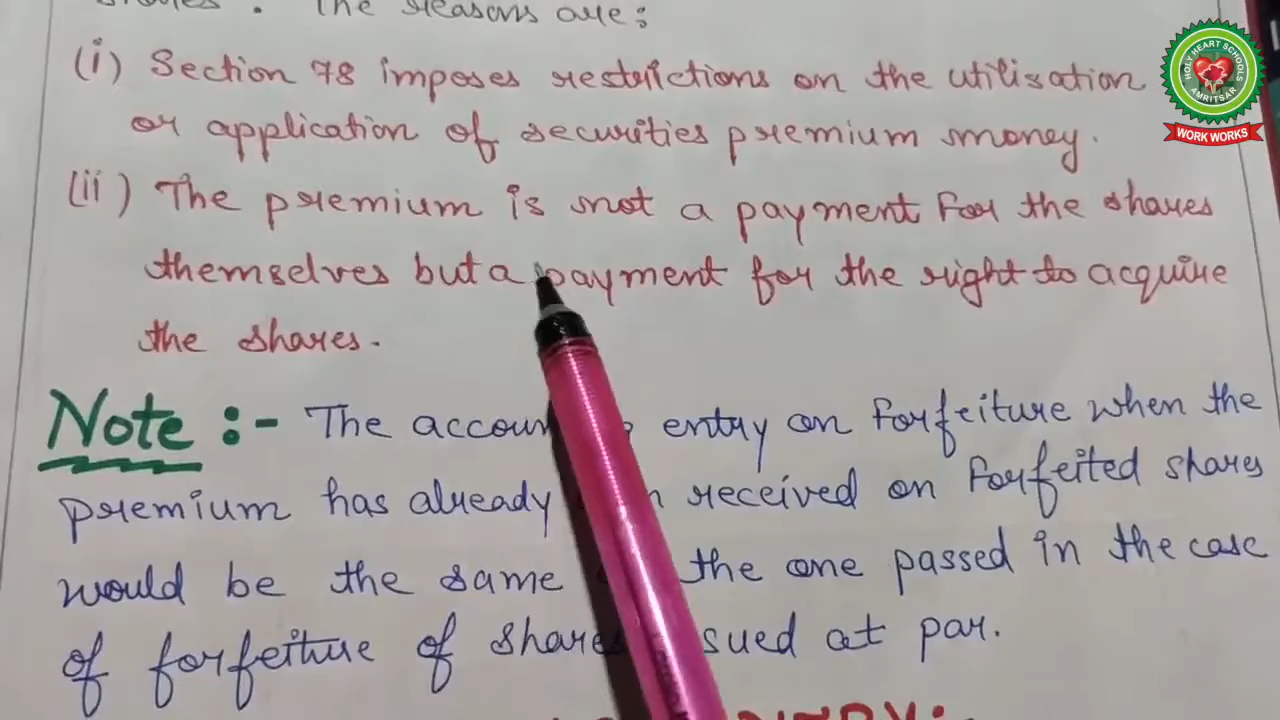 The reasons are:
(i) Section 78 imposes restrictions on the utilisation
or application of securities premium money.
(ii) The premium is not a payment for the shares
themselves but a payment for the right to acquire
the shares.
Note :- The entry on forfeiture when the
premium has already received on forfeited shares
would be the same the one passed in the case
of forfeiture of at par.
HOLY HEART SCHOOLS
AMRITSAR
WORK WORKS